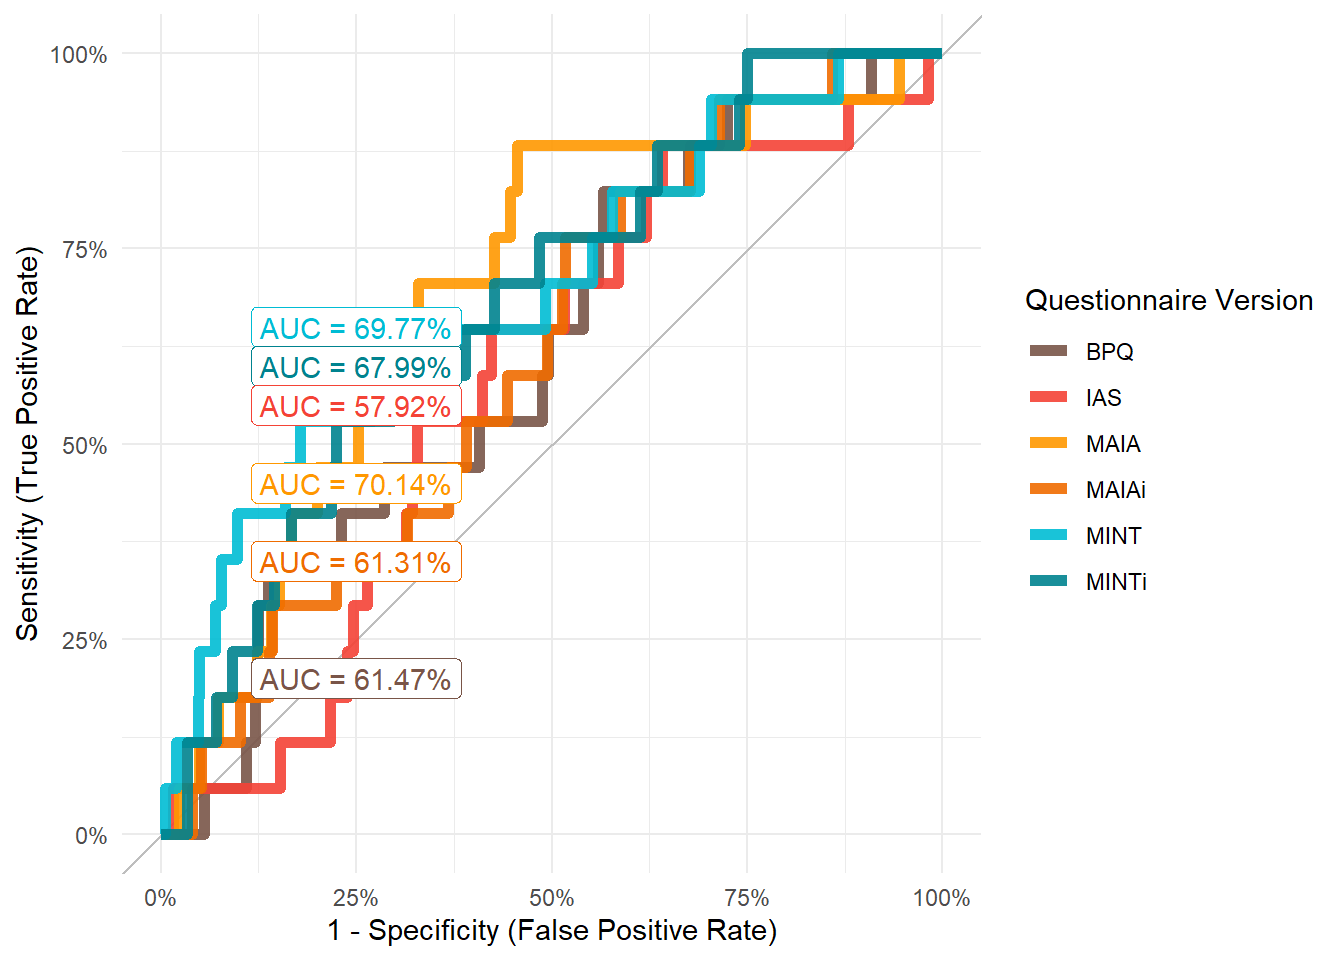 Sensitivity (True Positive Rate)
100%
75%
50%
25%
0%
AUC = 69.77%
AUC = 67.99%
AUC = 57.92%
AUC = 70.14%
AUC = 61.31%
AUC = 61.47%
0%
25%
50%
75%
100%
1 - Specificity (False Positive Rate)
Questionnaire Version
BPQ
IAS
MAIA
MAIAi
MINT
MINTi